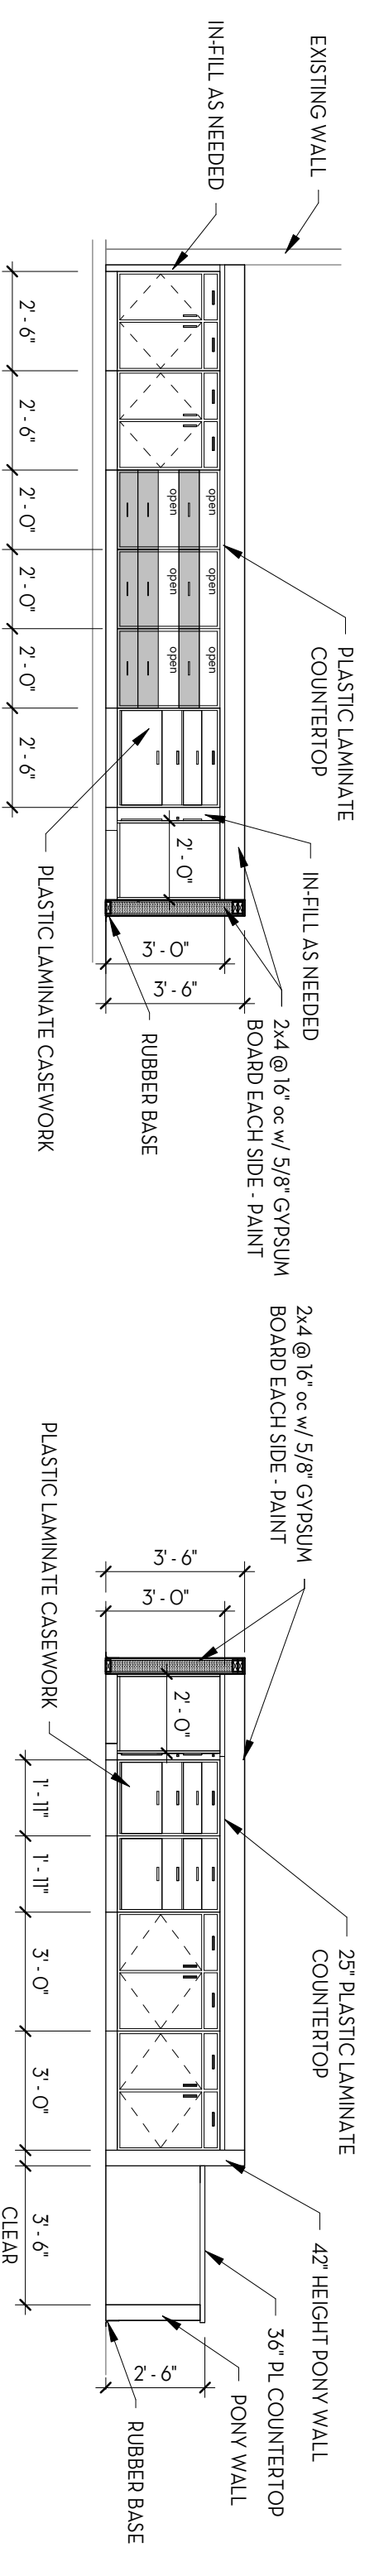 EXISTING WALL
IN-FILL AS NEEDED
PLASTIC LAMINATE
COUNTERTOP
IN-FILL AS NEEDED
2x4 @ 16" oc w/ 5/8" GYPSUM
BOARD EACH SIDE - PAINT
open
open
open
open
open
open
2' - 0"
3' - 0"
3' - 6"
RUBBER BASE
PLASTIC LAMINATE CASEWORK
2' - 6"
2' - 6"
2' - 0"
2' - 0"
2' - 0"
2' - 6"
2x4 @ 16" oc w/ 5/8" GYPSUM
BOARD EACH SIDE - PAINT
25" PLASTIC LAMINATE
COUNTERTOP
42" HEIGHT PONY WALL
36" PL COUNTERTOP
PONY WALL
3' - 6"
3' - 0"
2' - 0"
2' - 6"
RUBBER BASE
PLASTIC LAMINATE CASEWORK
1' - 11"
1' - 11"
3' - 0"
3' - 0"
3' - 6"
CLEAR